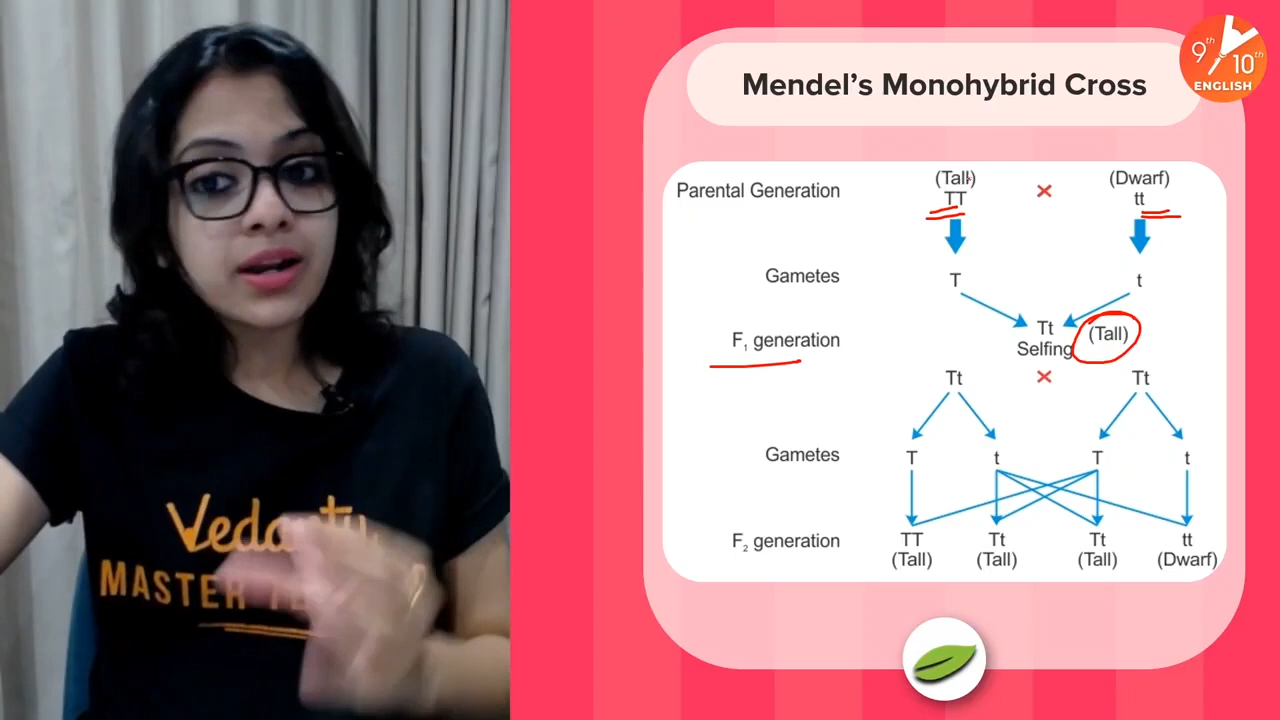 Mendel’s Monohybrid Cross
9th
10th
ENGLISH
Parental Generation (Tall) (Dwarf)
TT × tt
Gametes T t
F₁ generation Tt (Tall)
Selfing
Tt × Tt
Gametes T t T t
F₂ generation TT Tt Tt tt
(Tall) (Tall) (Tall) (Dwarf)
MASTER